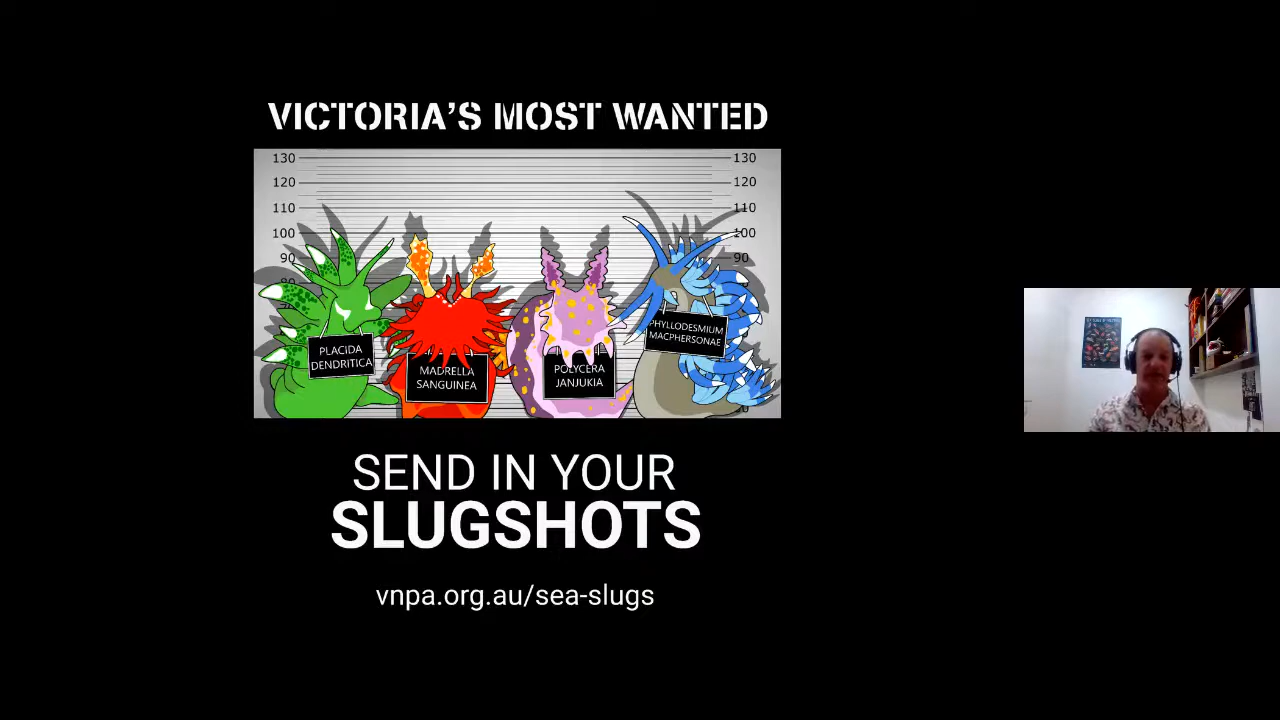 VICTORIA'S MOST WANTED
130 130
120 120
110 110
100 100
90 90
PLACIDA
DENDRITICA
MADRELLA
SANGUINEA
POLYCERA
JANJUKIA
PHYLLODESMIUM
MACPHERSONAE
SEND IN YOUR
SLUGSHOTS
vnpa.org.au/sea-slugs